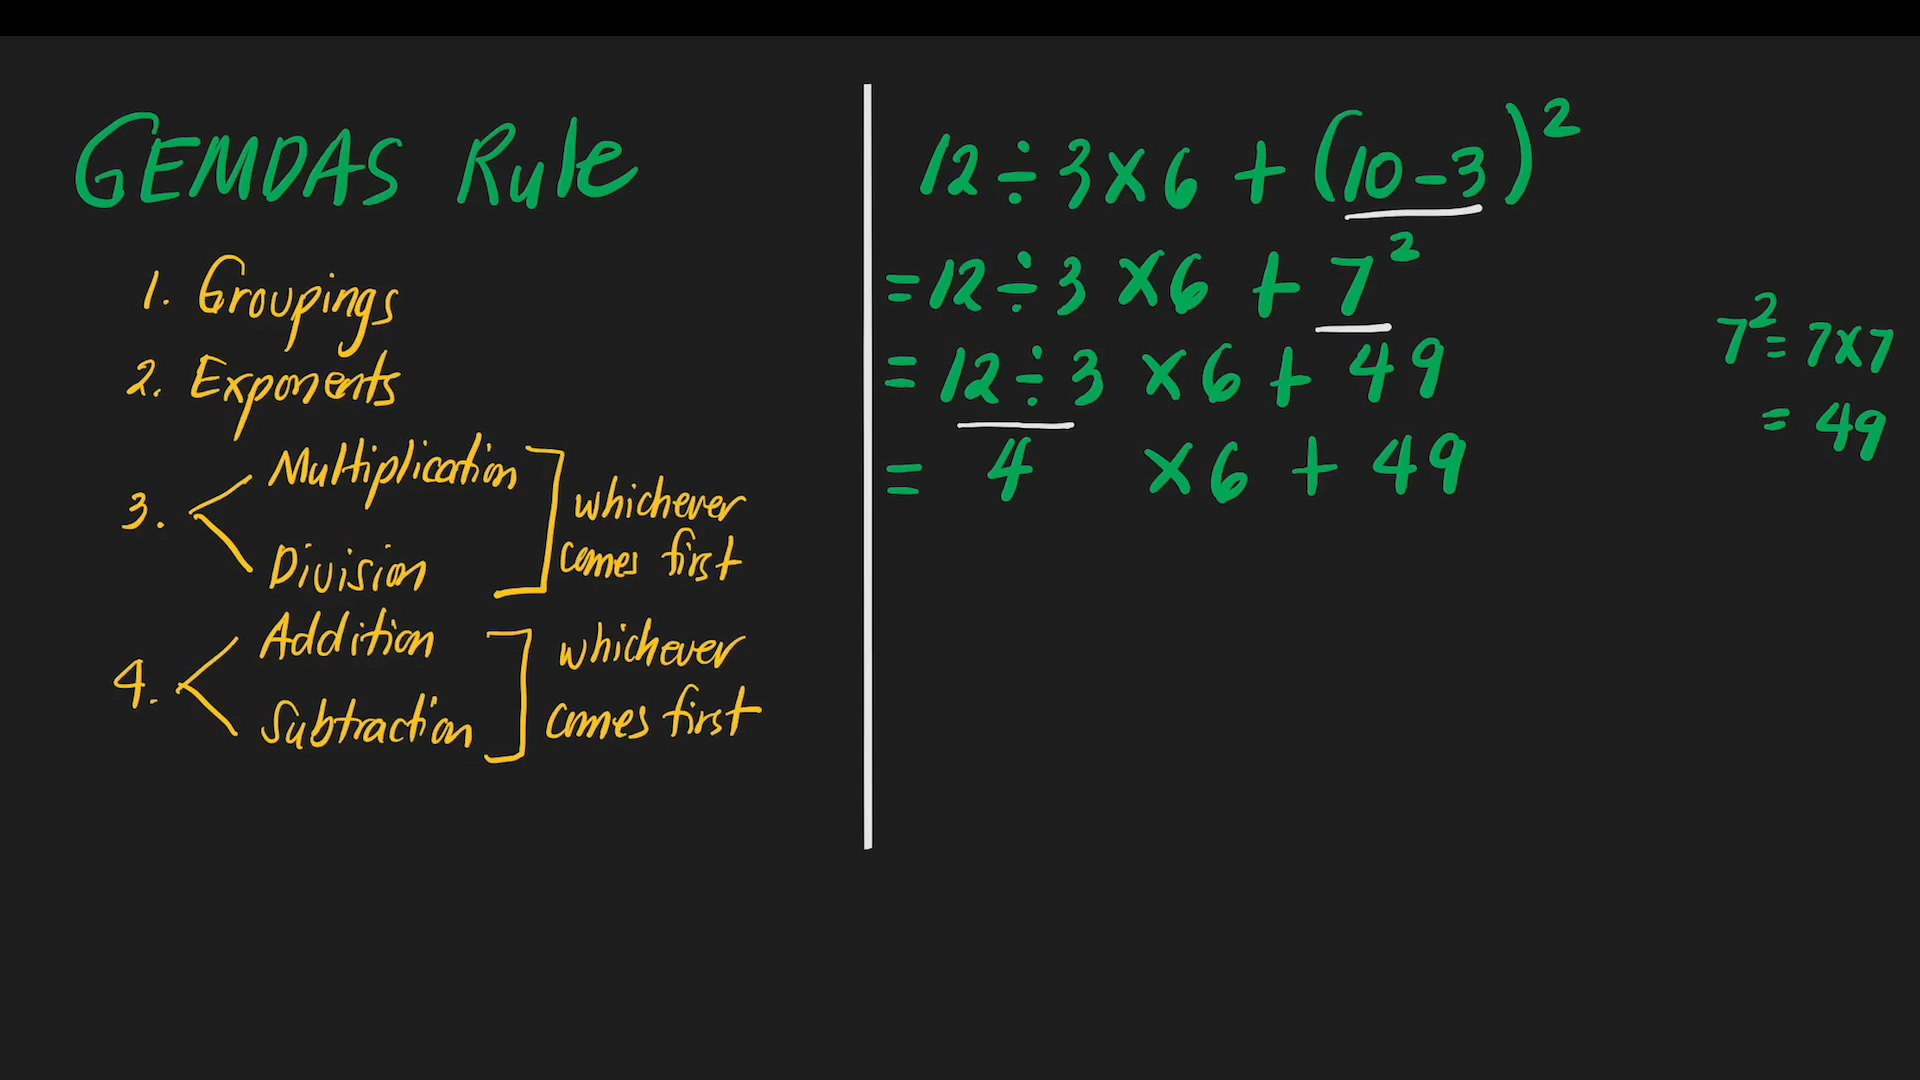 GEMDAS Rule
1. Groupings
2. Exponents
3. Multiplication
Division
whichever
comes first
4. Addition
Subtraction
whichever
comes first
12 ÷ 3 × 6 + (10 - 3)²
= 12 ÷ 3 × 6 + 7²
= 12 ÷ 3 × 6 + 49
= 4 × 6 + 49
7² = 7 × 7
= 49